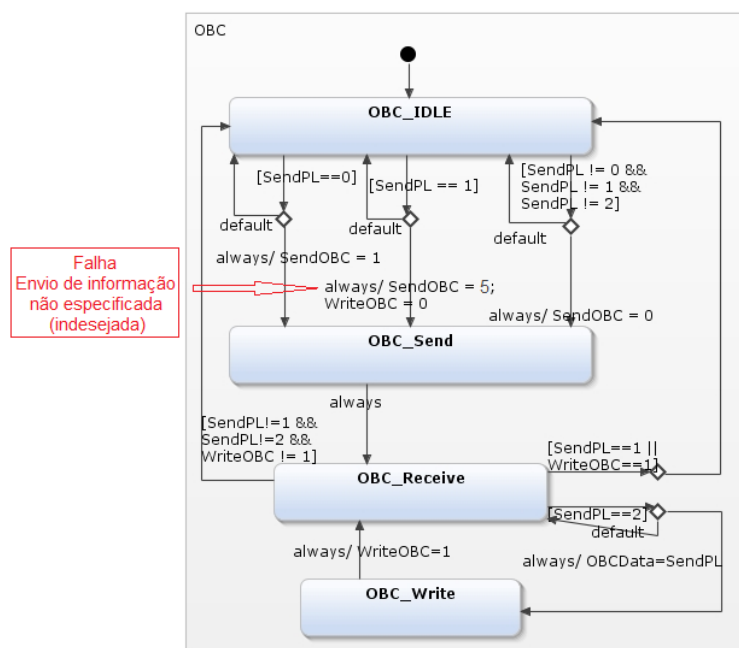 OBC
OBC_IDLE
[SendPL==0]
[SendPL == 1]
[SendPL != 0 &&
SendPL != 1 &&
SendPL != 2]
default
default
default
always/ SendOBC = 1
Falha
Envio de informação
não especificada
(indesejada)
always/ SendOBC = 5;
WriteOBC = 0
always/ SendOBC = 0
OBC_Send
always
[SendPL!=1 &&
SendPL!=2 &&
WriteOBC != 1]
[SendPL==1 ||
WriteOBC==1]
OBC_Receive
[SendPL==2]
default
always/ WriteOBC=1
always/ OBCData=SendPL
OBC_Write